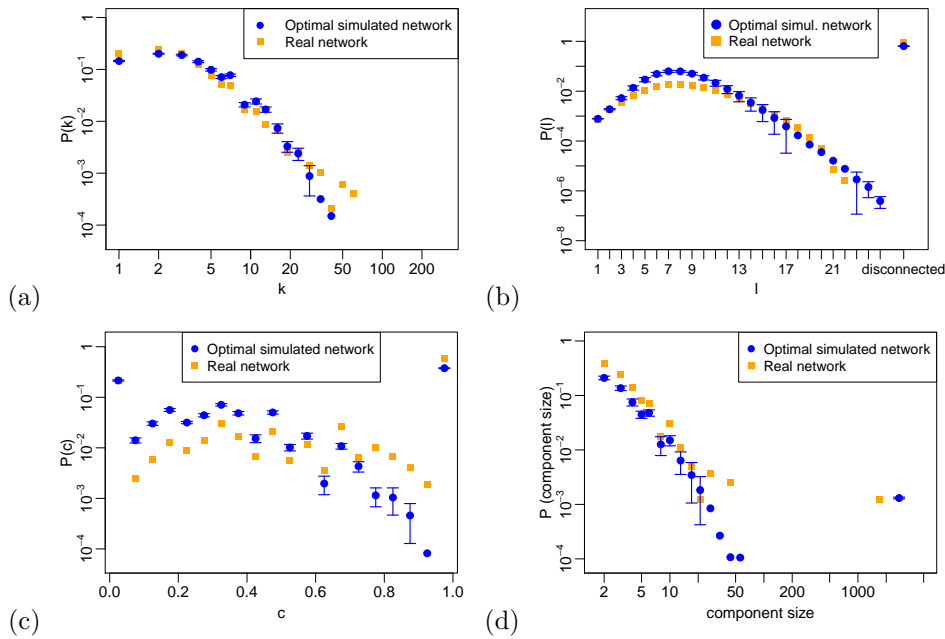 Optimal simulated network
Real network
P(k)
1
10⁻¹
10⁻²
10⁻³
10⁻⁴
1 2 5 10 20 50 100 200
k
(a)
Optimal simul. network
Real network
P(l)
1
10⁻²
10⁻⁴
10⁻⁶
10⁻⁸
1 3 5 7 9 13 17 21 disconnected
l
(b)
Optimal simulated network
Real network
P(c)
1
10⁻¹
10⁻²
10⁻³
10⁻⁴
0.0 0.2 0.4 0.6 0.8 1.0
c
(c)
Optimal simulated network
Real network
P (component size)
1
10⁻¹
10⁻²
10⁻³
10⁻⁴
2 5 10 50 200 1000
component size
(d)